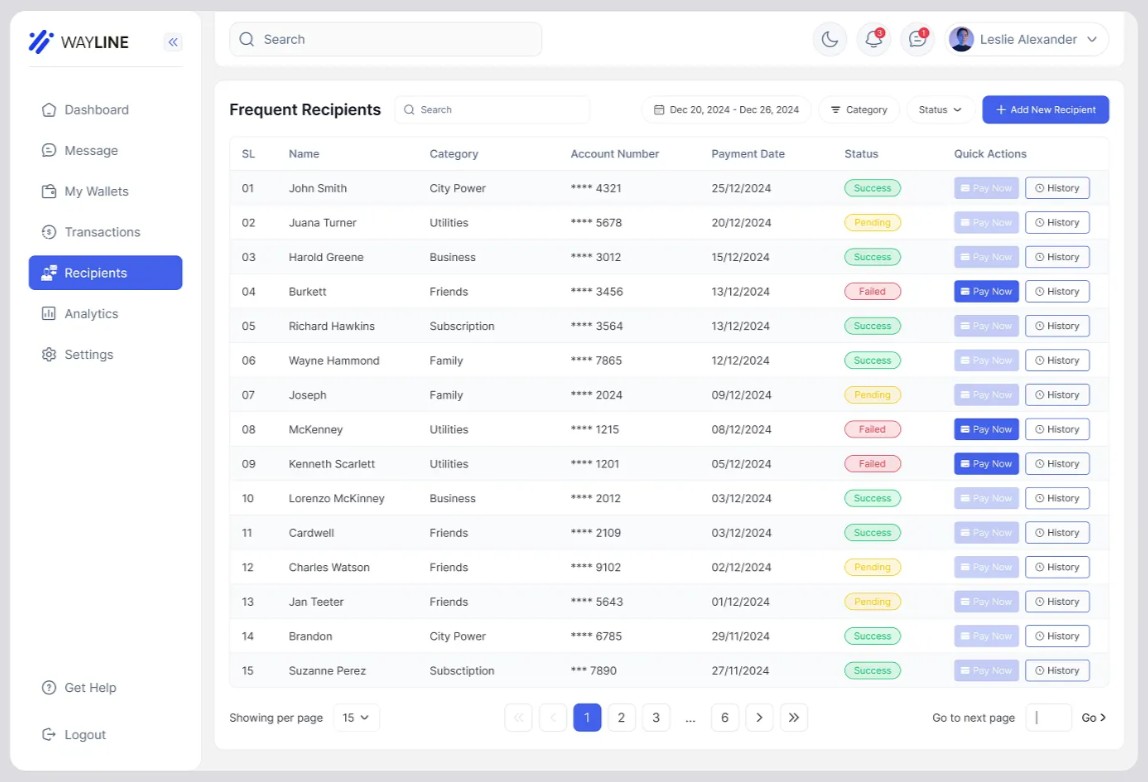 WAYLINE
Search
3
1
Leslie Alexander
Dashboard
Message
My Wallets
Transactions
Recipients
Analytics
Settings
Get Help
Logout
Frequent Recipients Search Dec 20, 2024 - Dec 26, 2024 Category Status + Add New Recipient
SL Name Category Account Number Payment Date Status Quick Actions
01 John Smith City Power **** 4321 25/12/2024 Success Pay Now History
02 Juana Turner Utilities **** 5678 20/12/2024 Pending Pay Now History
03 Harold Greene Business **** 3012 15/12/2024 Success Pay Now History
04 Burkett Friends **** 3456 13/12/2024 Failed Pay Now History
05 Richard Hawkins Subscription **** 3564 13/12/2024 Success Pay Now History
06 Wayne Hammond Family **** 7865 12/12/2024 Success Pay Now History
07 Joseph Family **** 2024 09/12/2024 Pending Pay Now History
08 McKenney Utilities **** 1215 08/12/2024 Failed Pay Now History
09 Kenneth Scarlett Utilities **** 1201 05/12/2024 Failed Pay Now History
10 Lorenzo McKinney Business **** 2012 03/12/2024 Success Pay Now History
11 Cardwell Friends **** 2109 03/12/2024 Success Pay Now History
12 Charles Watson Friends **** 9102 02/12/2024 Pending Pay Now History
13 Jan Teeter Friends **** 5643 01/12/2024 Pending Pay Now History
14 Brandon City Power **** 6785 29/11/2024 Success Pay Now History
15 Suzanne Perez Subsctiption *** 7890 27/11/2024 Success Pay Now History
Showing per page 15 1 2 3 ... 6 Go to next page Go